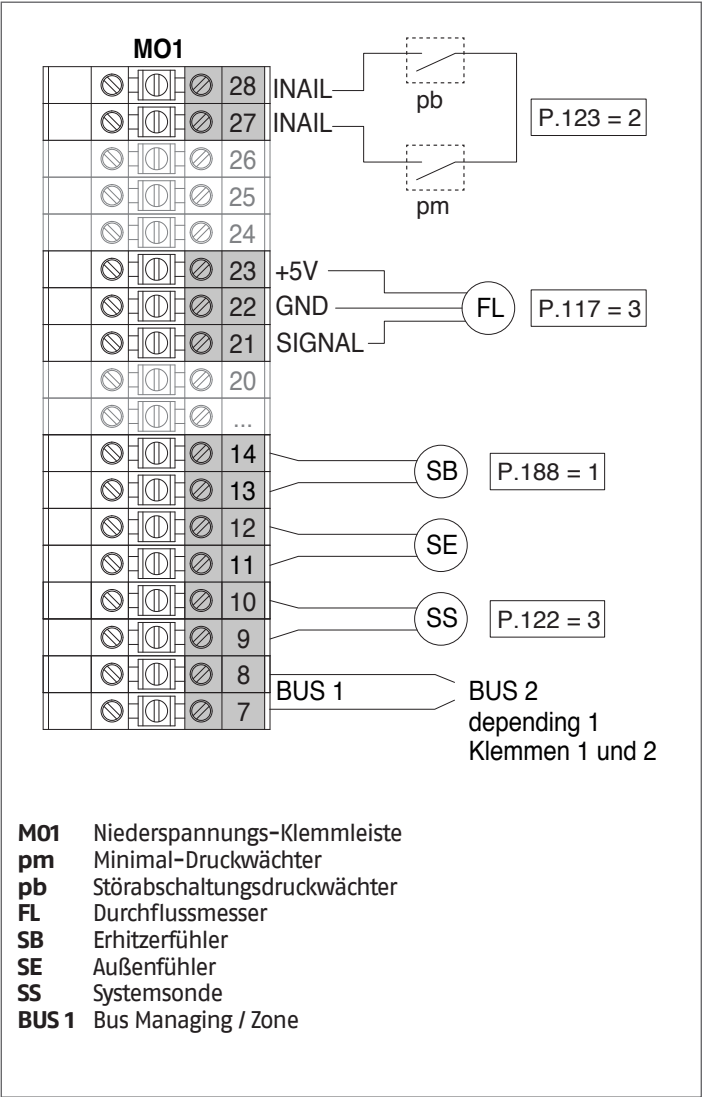 MO1
28 INAIL
pb
27 INAIL
P.123 = 2
26
25
pm
24
23 +5V
22 GND FL P.117 = 3
21 SIGNAL
20
...
14
SB P.188 = 1
13
12
SE
11
10
SS P.122 = 3
9
8
BUS 1 BUS 2
7
depending 1
Klemmen 1 und 2
M01 Niederspannungs-Klemmleiste
pm Minimal-Druckwächter
pb Störabschaltungsdruckwächter
FL Durchflussmesser
SB Erhitzerfühler
SE Außenfühler
SS Systemsonde
BUS 1 Bus Managing / Zone